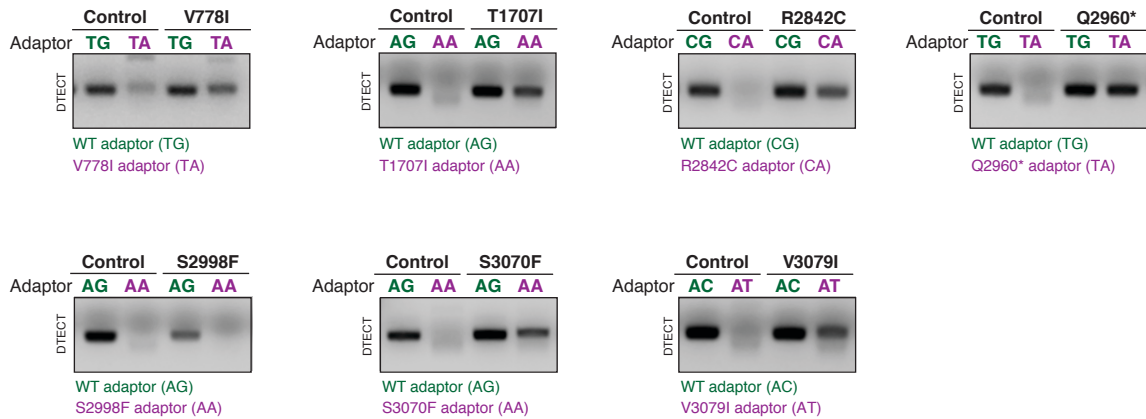 Control V778I
Adaptor TG TA TG TA
DTECT
WT adaptor (TG)
V778I adaptor (TA)
Control T1707I
Adaptor AG AA AG AA
DTECT
WT adaptor (AG)
T1707I adaptor (AA)
Control R2842C
Adaptor CG CA CG CA
DTECT
WT adaptor (CG)
R2842C adaptor (CA)
Control Q2960*
Adaptor TG TA TG TA
DTECT
WT adaptor (TG)
Q2960* adaptor (TA)
Control S2998F
Adaptor AG AA AG AA
DTECT
WT adaptor (AG)
S2998F adaptor (AA)
Control S3070F
Adaptor AG AA AG AA
DTECT
WT adaptor (AG)
S3070F adaptor (AA)
Control V3079I
Adaptor AC AT AC AT
DTECT
WT adaptor (AC)
V3079I adaptor (AT)